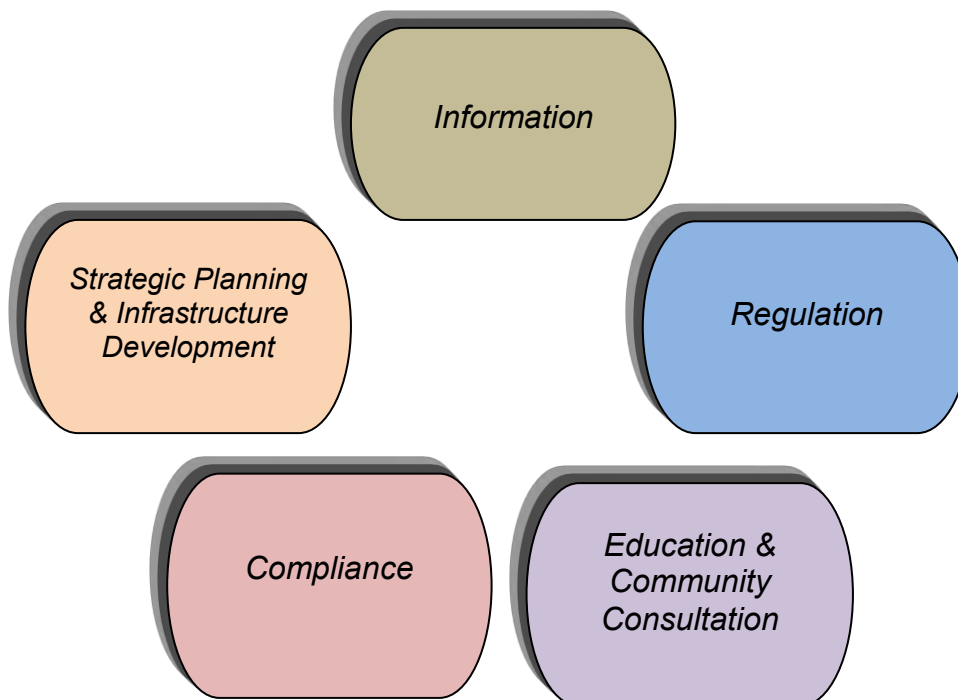 Information
Strategic Planning
& Infrastructure
Development
Regulation
Compliance
Education &
Community
Consultation